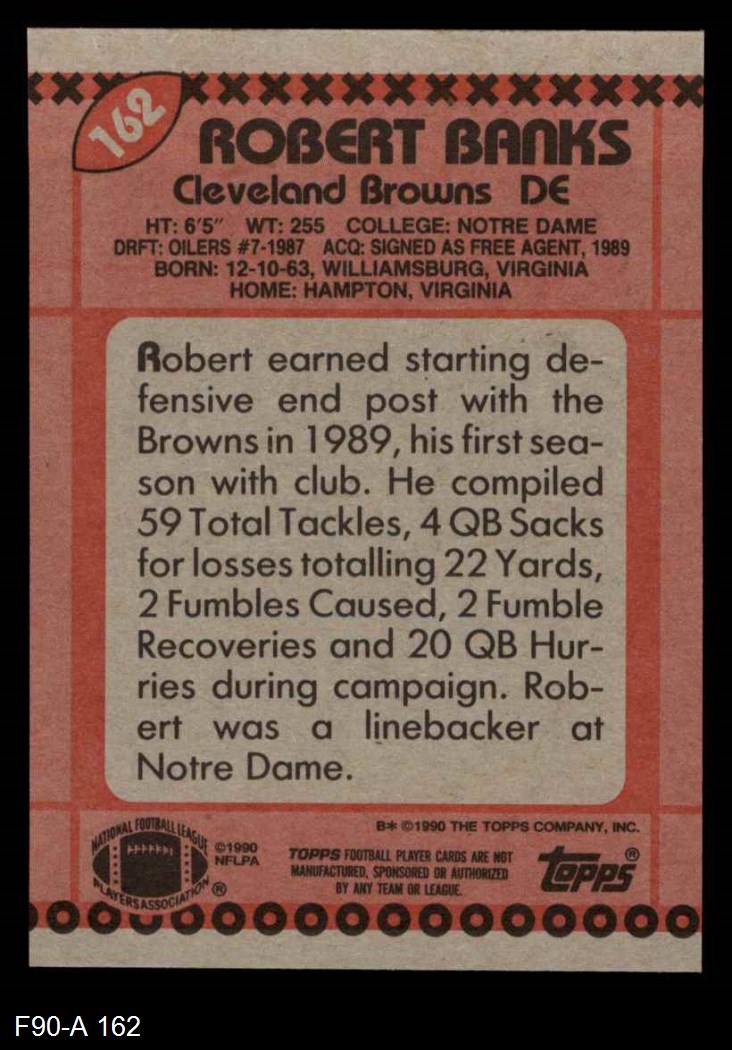 162
ROBERT BANKS
Cleveland Browns DE
HT: 6'5" WT: 255 COLLEGE: NOTRE DAME
DRFT: OILERS #7-1987 ACQ: SIGNED AS FREE AGENT, 1989
BORN: 12-10-63, WILLIAMSBURG, VIRGINIA
HOME: HAMPTON, VIRGINIA
Robert earned starting de-
fensive end post with the
Browns in 1989, his first sea-
son with club. He compiled
59 Total Tackles, 4 QB Sacks
for losses totalling 22 Yards,
2 Fumbles Caused, 2 Fumble
Recoveries and 20 QB Hur-
ries during campaign. Rob-
ert was a linebacker at
Notre Dame.
B* ©1990 THE TOPPS COMPANY, INC.
NATIONAL FOOTBALL LEAGUE
PLAYERS ASSOCIATION ®
©1990
NFLPA
TOPPS FOOTBALL PLAYER CARDS ARE NOT
MANUFACTURED, SPONSORED OR AUTHORIZED
BY ANY TEAM OR LEAGUE.
topps®
F90-A 162